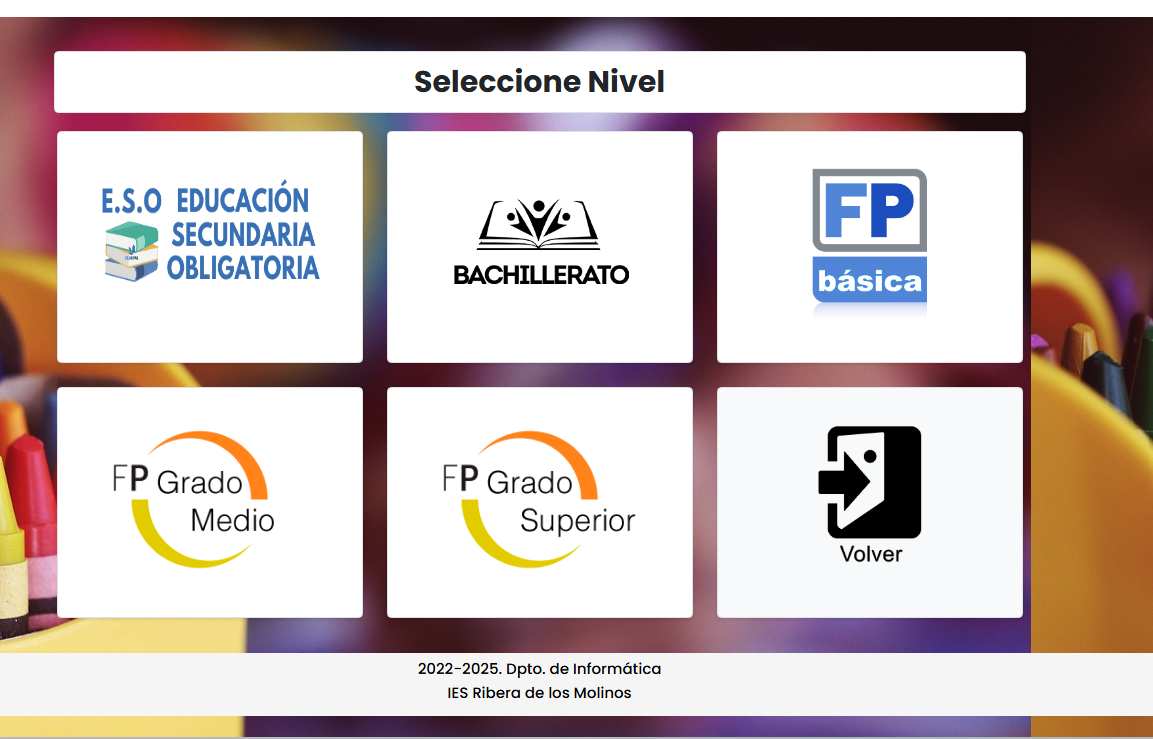 Seleccione Nivel
E.S.O EDUCACIÓN
SECUNDARIA
OBLIGATORIA
BACHILLERATO
FP
básica
FP Grado
Medio
FP Grado
Superior
Volver
2022-2025. Dpto. de Informática
IES Ribera de los Molinos